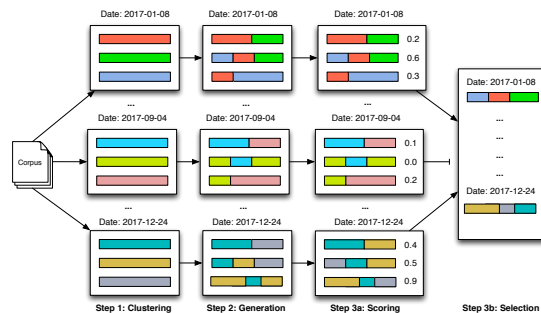 Date: 2017-01-08 Date: 2017-01-08 Date: 2017-01-08
0.2
0.6
0.3
... ... ...
Date: 2017-01-08
...
...
...
...
Date: 2017-09-04 Date: 2017-09-04 Date: 2017-09-04
0.1
0.0
0.2
Corpus
... ... ...
Date: 2017-12-24
Date: 2017-12-24 Date: 2017-12-24 Date: 2017-12-24
0.4
0.5
0.9
Step 1: Clustering Step 2: Generation Step 3a: Scoring Step 3b: Selection